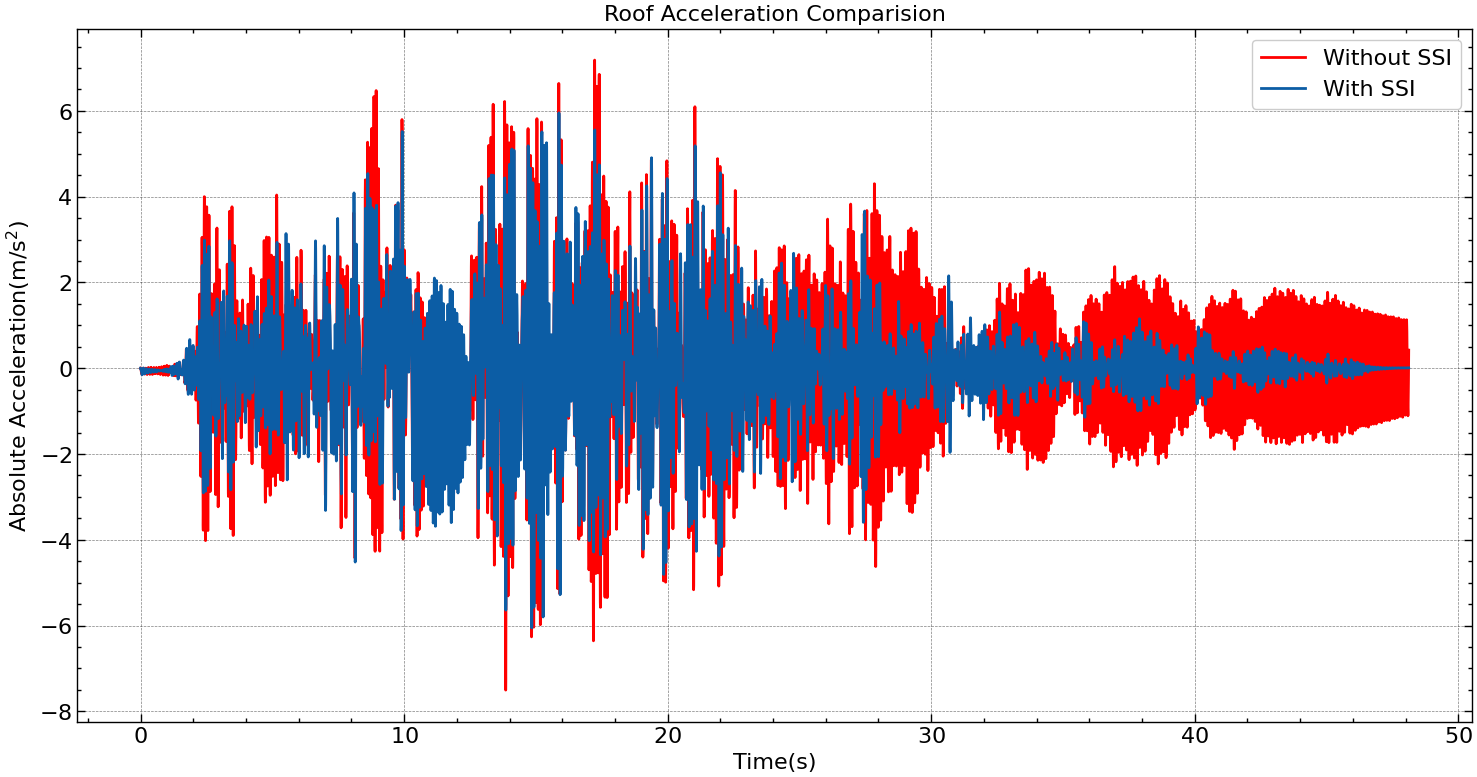 Roof Acceleration Comparision
Without SSI
With SSI
Absolute Acceleration(m/s²)
6
4
2
0
−2
−4
−6
−8
0 10 20 30 40 50
Time(s)